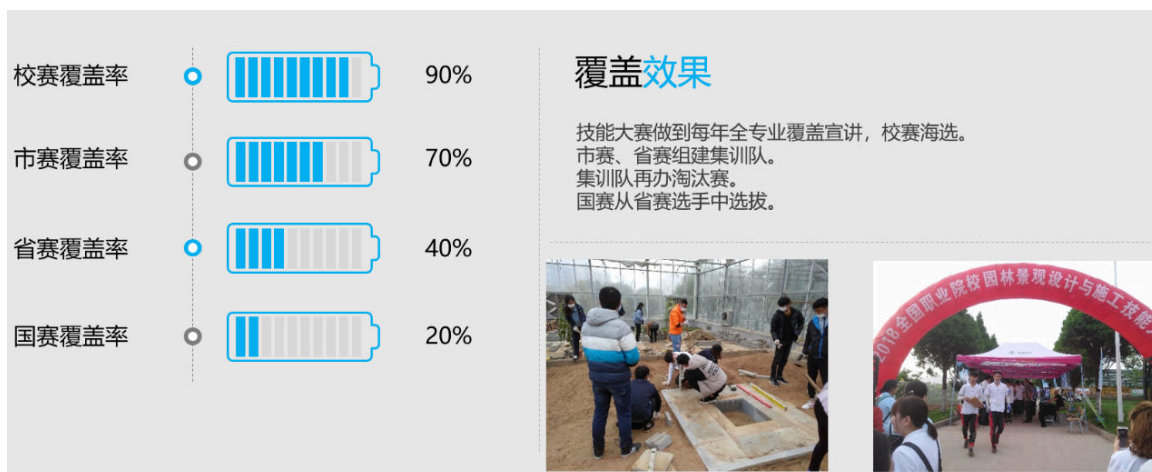 校赛覆盖率
90%
市赛覆盖率
70%
省赛覆盖率
40%
国赛覆盖率
20%
覆盖效果
技能大赛做到每年全专业覆盖宣讲，校赛海选。
市赛、省赛组建集训队。
集训队再办淘汰赛。
国赛从省赛选手中选拔。
2018全国职业院校园林景观设计与施工技能